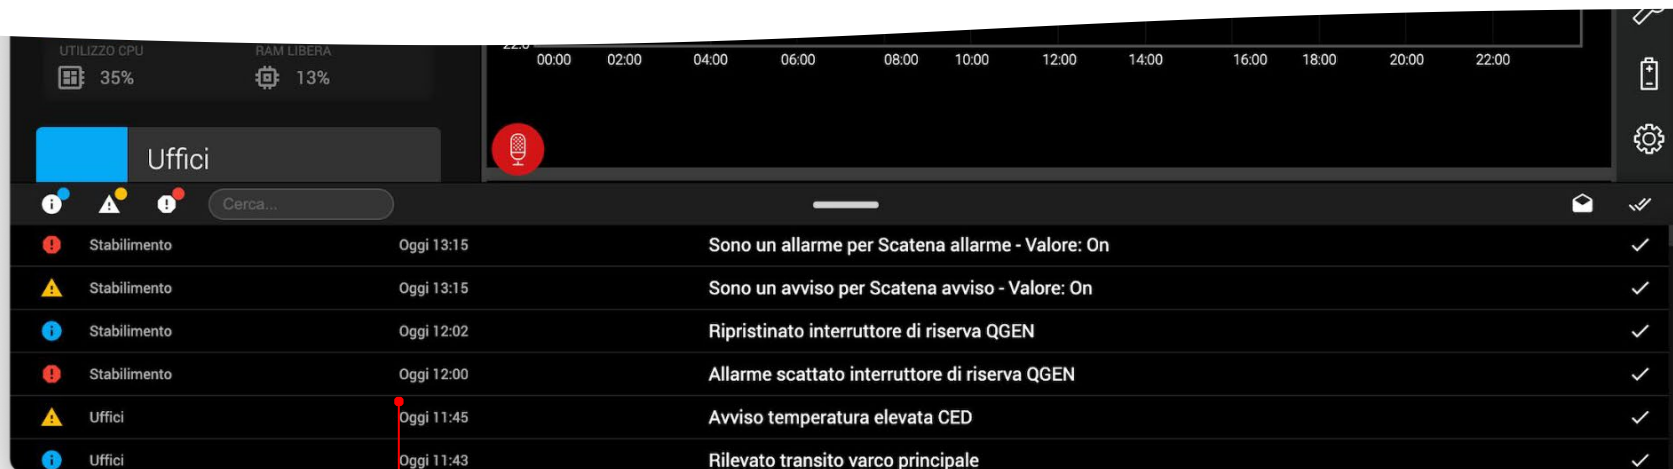 UTILIZZO CPU RAM LIBERA
35% 13%
22.0
00:00 02:00 04:00 06:00 08:00 10:00 12:00 14:00 16:00 18:00 20:00 22:00
Uffici
Cerca...
Stabilimento Oggi 13:15 Sono un allarme per Scatena allarme - Valore: On
Stabilimento Oggi 13:15 Sono un avviso per Scatena avviso - Valore: On
Stabilimento Oggi 12:02 Ripristinato interruttore di riserva QGEN
Stabilimento Oggi 12:00 Allarme scattato interruttore di riserva QGEN
Uffici Oggi 11:45 Avviso temperatura elevata CED
Uffici Oggi 11:43 Rilevato transito varco principale